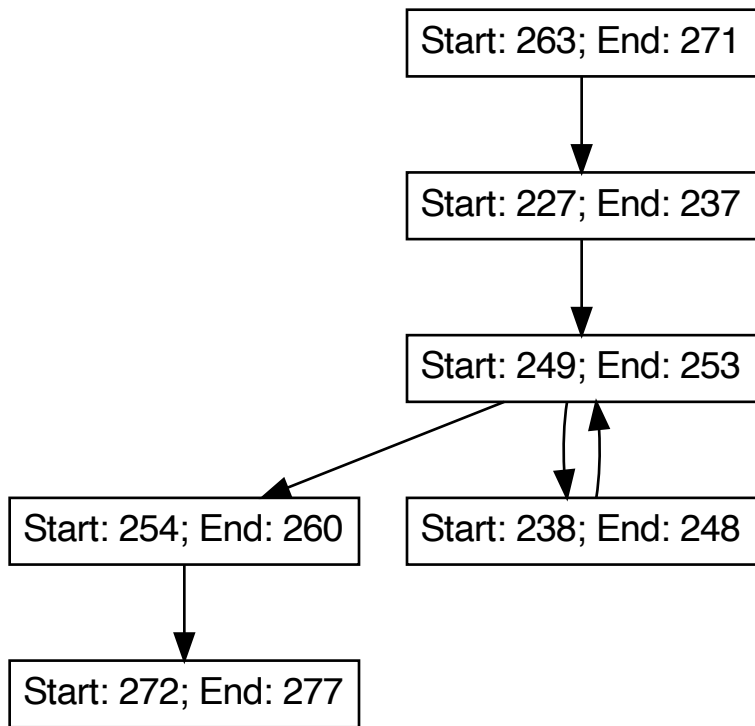 Start: 263; End: 271
Start: 227; End: 237
Start: 249; End: 253
Start: 254; End: 260
Start: 238; End: 248
Start: 272; End: 277